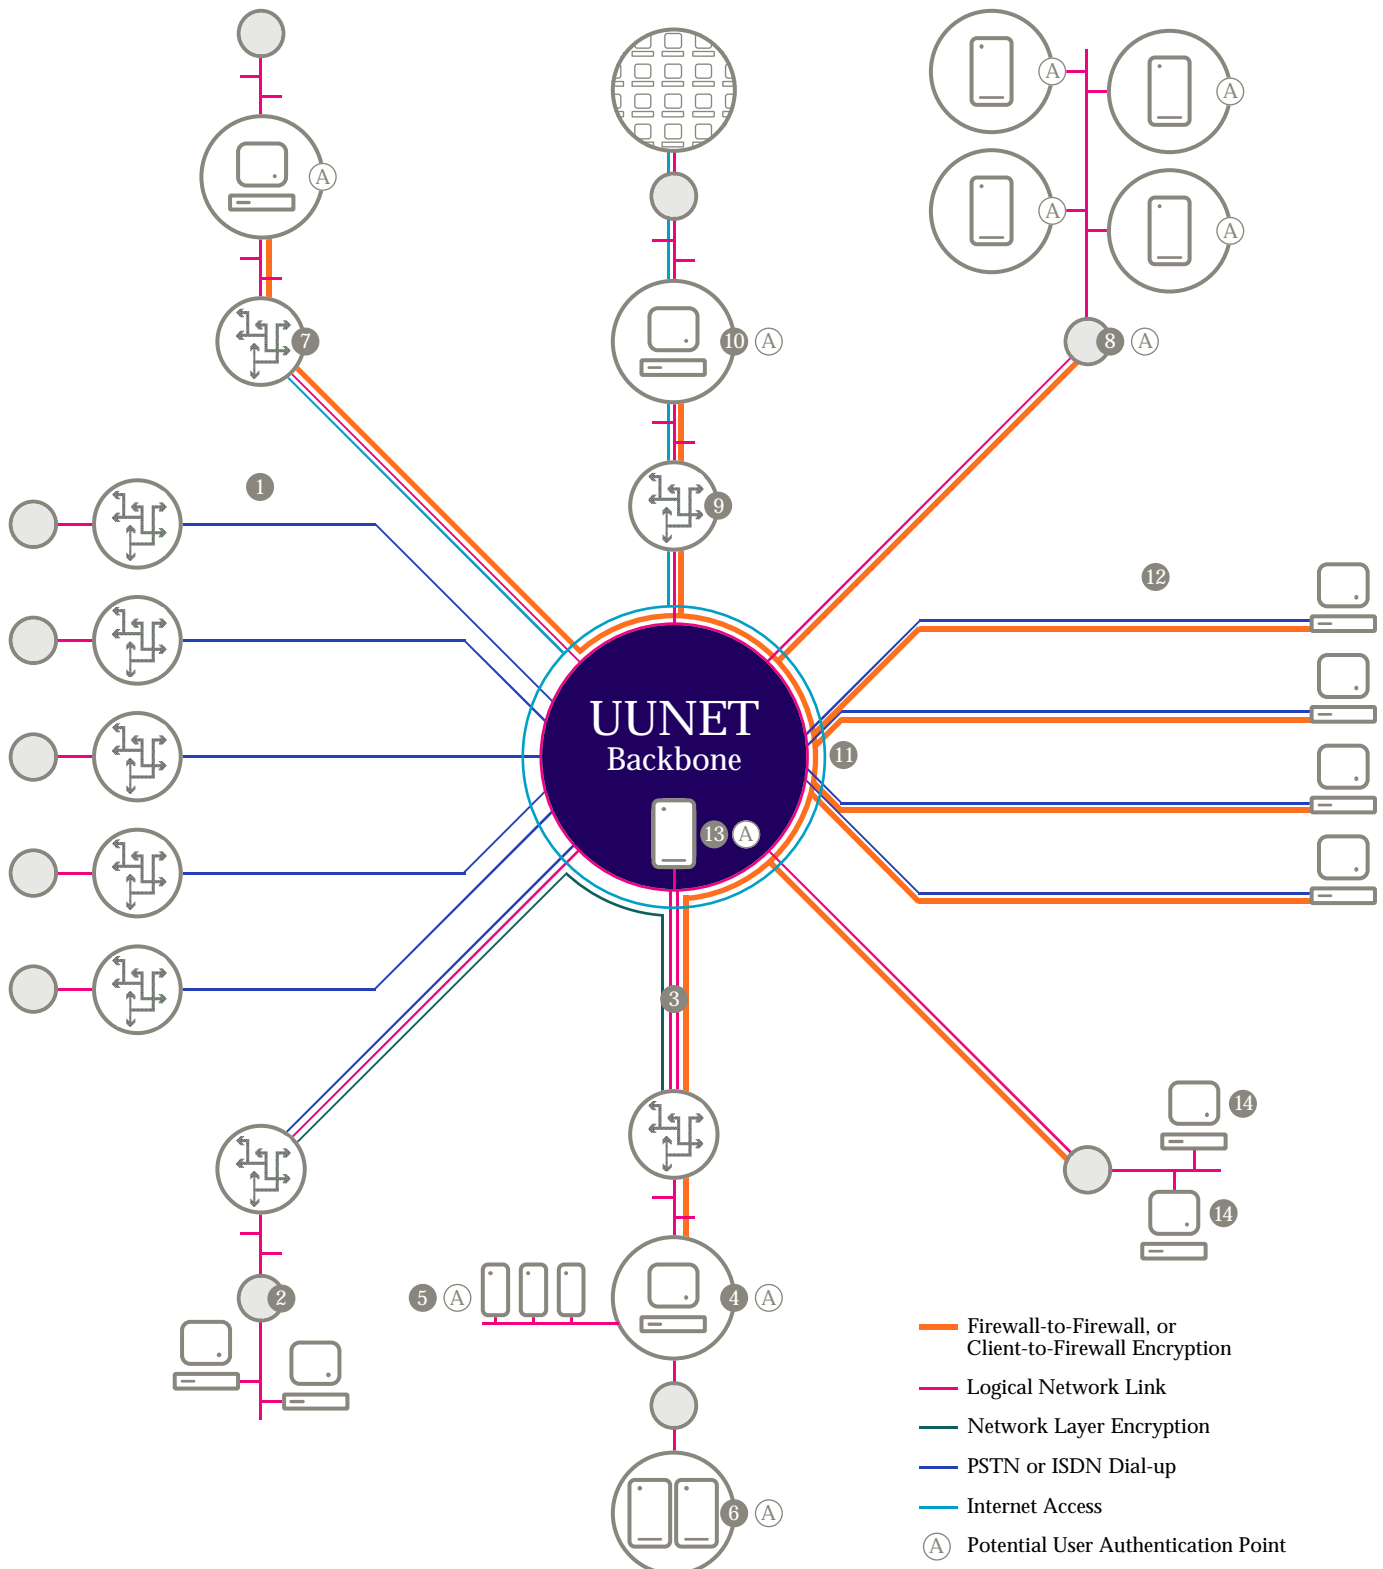 A
A
A
A
A
A
7
10 A
8 A
1
9
12
UUNET
Backbone
11
13 A
3
14
14
2
5 A
4 A
6 A
Firewall-to-Firewall, or
Client-to-Firewall Encryption
Logical Network Link
Network Layer Encryption
PSTN or ISDN Dial-up
Internet Access
A Potential User Authentication Point